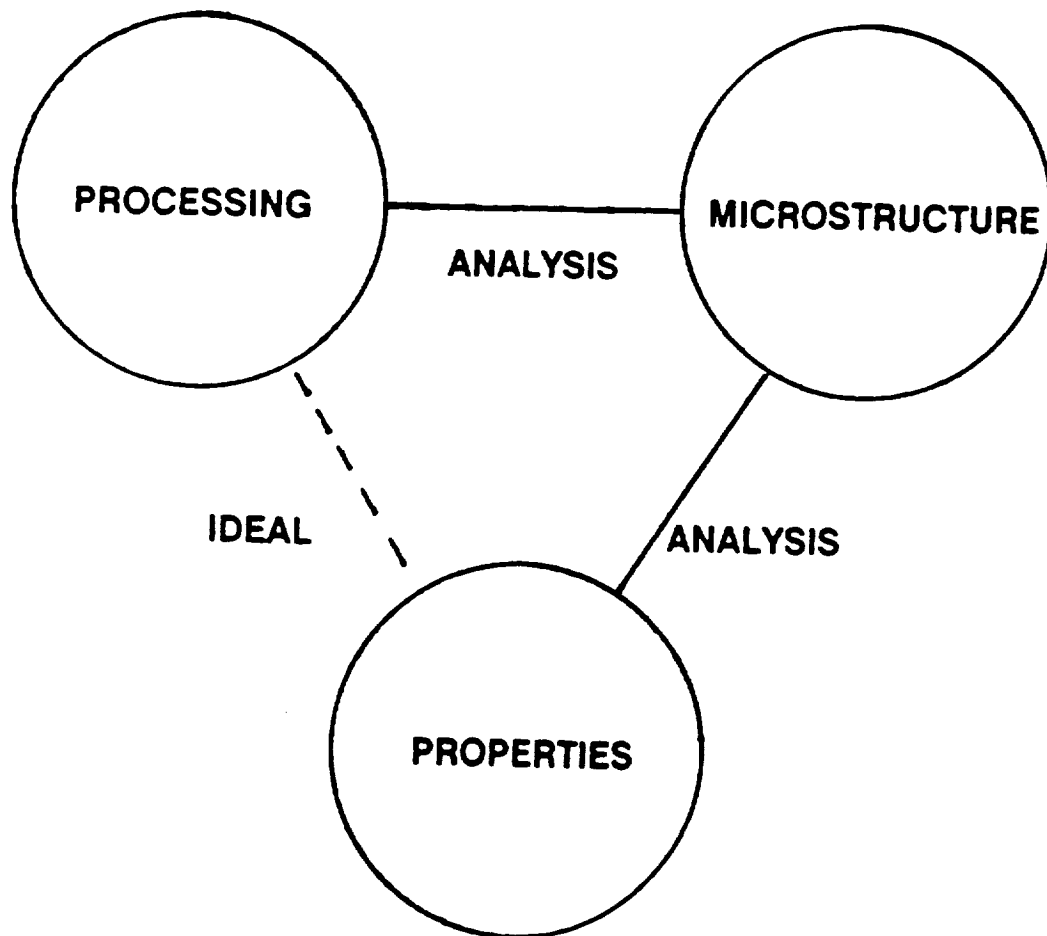 PROCESSING
MICROSTRUCTURE
ANALYSIS
IDEAL
ANALYSIS
PROPERTIES